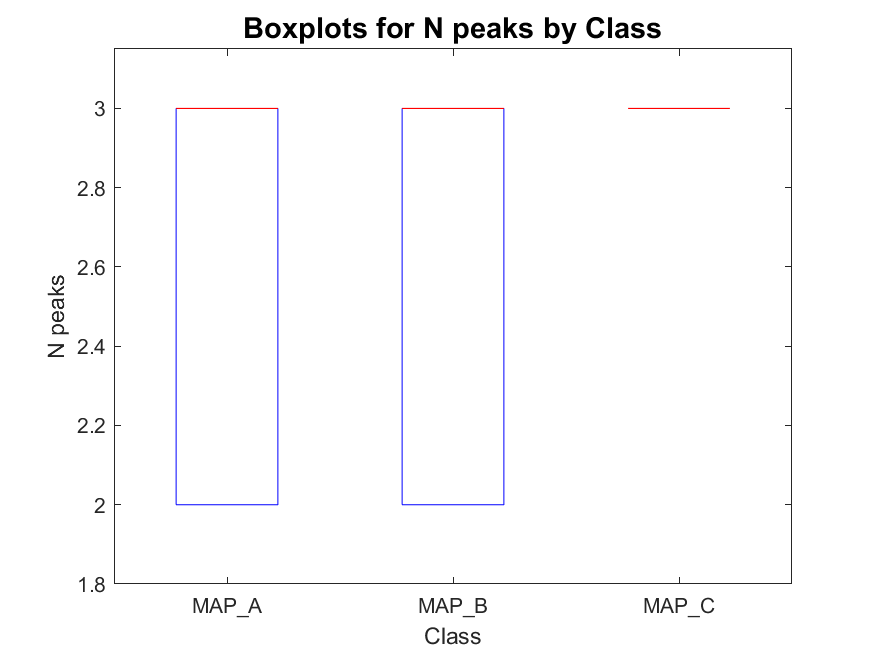 Boxplots for N peaks by Class
3
2.8
2.6
2.4
2.2
2
1.8
N peaks
MAP_A
MAP_B
MAP_C
Class